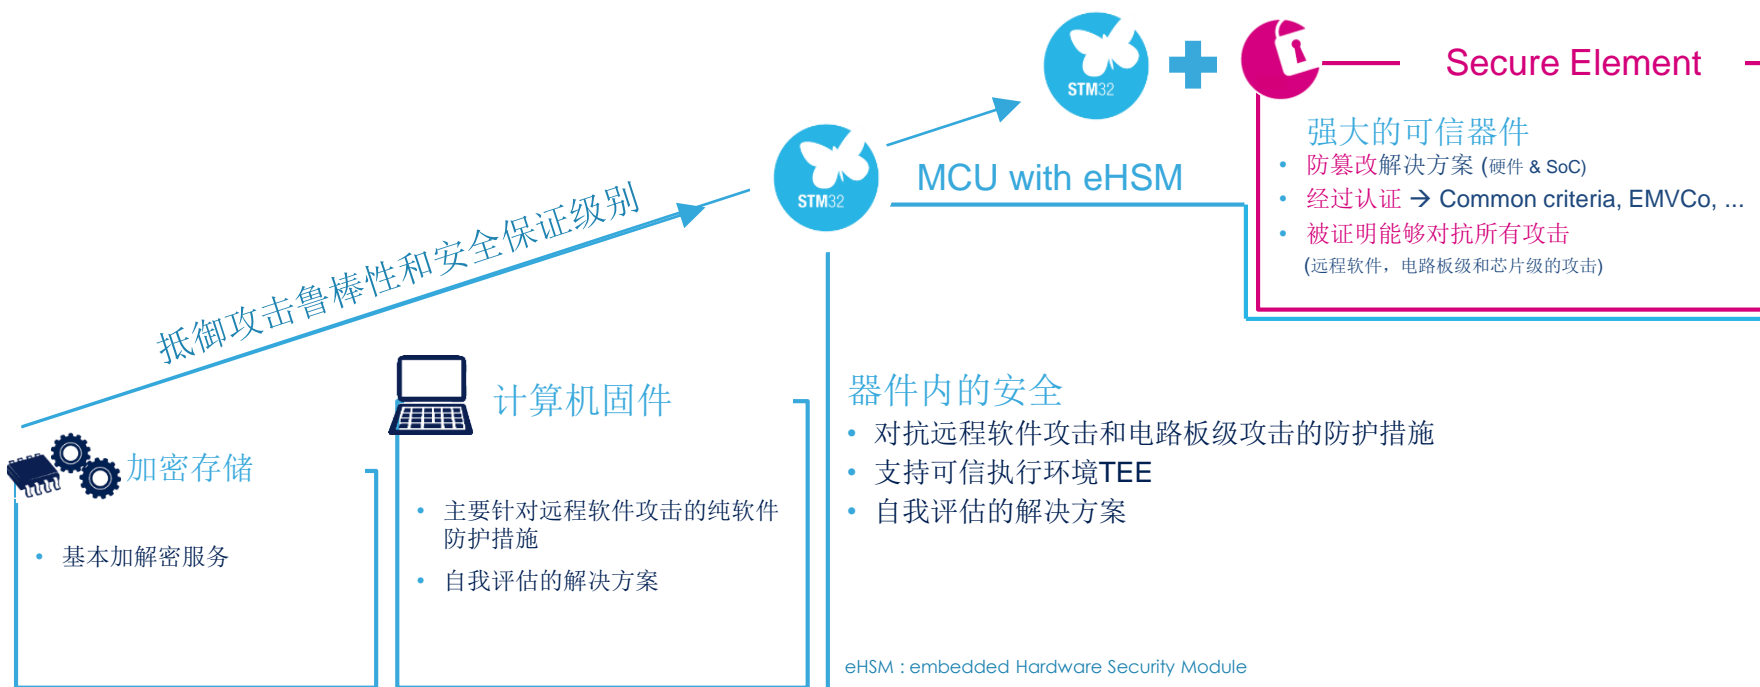 STM32
Secure Element
强大的可信器件
• 防篡改解决方案 (硬件 & SoC)
• 经过认证 → Common criteria, EMVCo, ...
• 被证明能够对抗所有攻击
(远程软件，电路板级和芯片级的攻击)
STM32
MCU with eHSM
抵御攻击鲁棒性和安全保证级别
器件内的安全
• 对抗远程软件攻击和电路板级攻击的防护措施
• 支持可信执行环境TEE
• 自我评估的解决方案
计算机固件
• 主要针对远程软件攻击的纯软件
防护措施
• 自我评估的解决方案
加密存储
• 基本加解密服务
eHSM : embedded Hardware Security Module